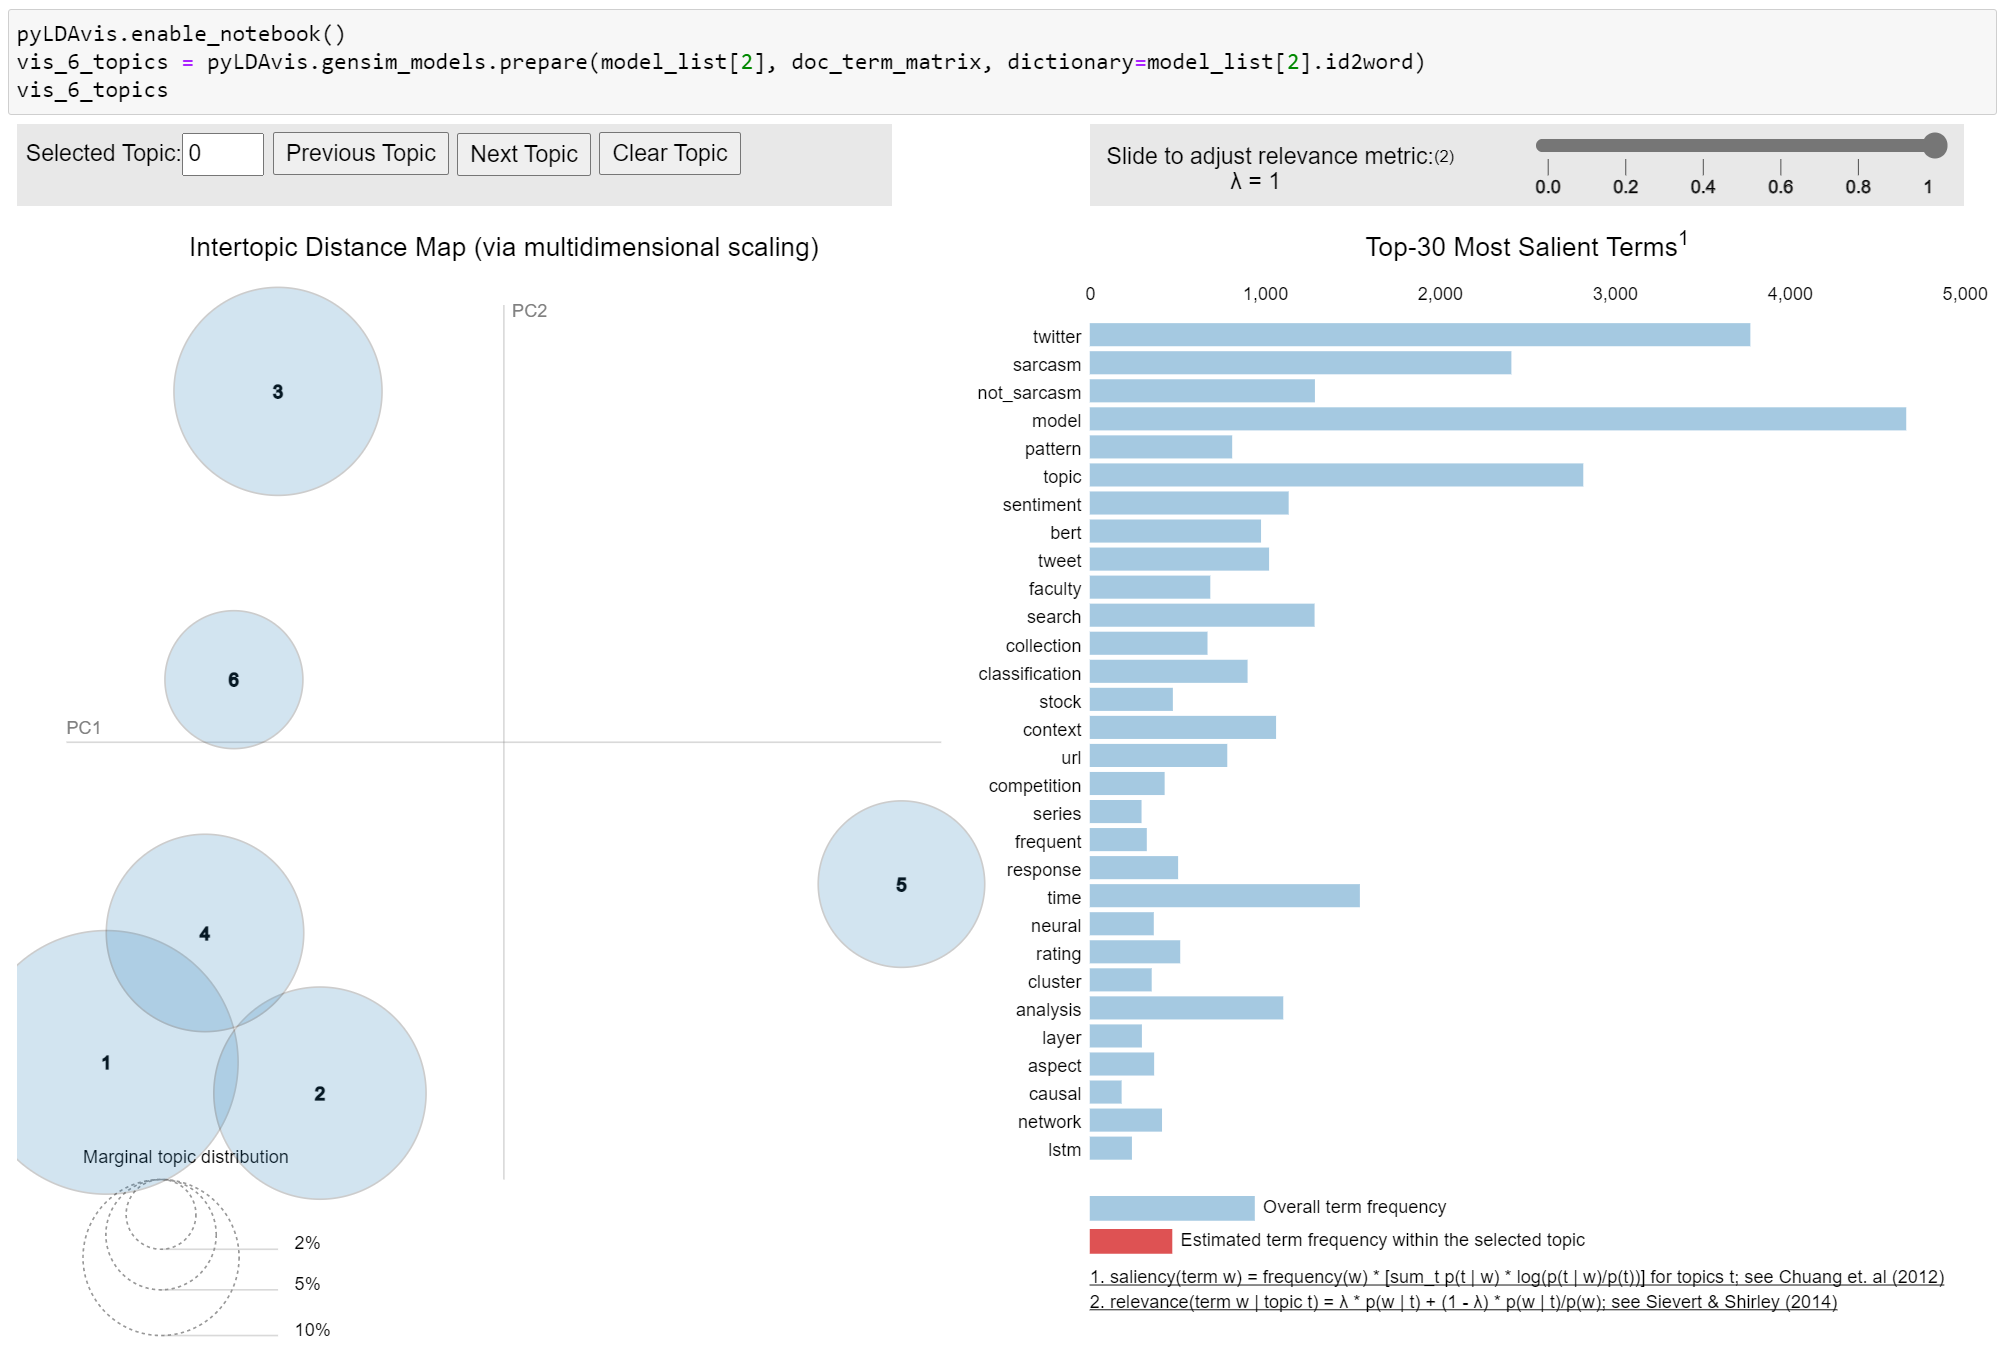 pyLDAvis.enable_notebook()
vis_6_topics = pyLDAvis.gensim_models.prepare(model_list[2], doc_term_matrix, dictionary=model_list[2].id2word)
vis_6_topics
Selected Topic: 0 Previous Topic Next Topic Clear Topic
Slide to adjust relevance metric:(2)
λ = 1
0.0 0.2 0.4 0.6 0.8 1
Intertopic Distance Map (via multidimensional scaling)
PC2
3
6
PC1
5
4
1
2
Marginal topic distribution
2%
5%
10%
Top-30 Most Salient Terms1
0 1,000 2,000 3,000 4,000 5,000
twitter
sarcasm
not_sarcasm
model
pattern
topic
sentiment
bert
tweet
faculty
search
collection
classification
stock
context
url
competition
series
frequent
response
time
neural
rating
cluster
analysis
layer
aspect
causal
network
lstm
Overall term frequency
Estimated term frequency within the selected topic
1. saliency(term w) = frequency(w) * [sum_t p(t | w) * log(p(t | w)/p(t))] for topics t; see Chuang et. al (2012)
2. relevance(term w | topic t) = λ * p(w | t) + (1 - λ) * p(w | t)/p(w); see Sievert & Shirley (2014)